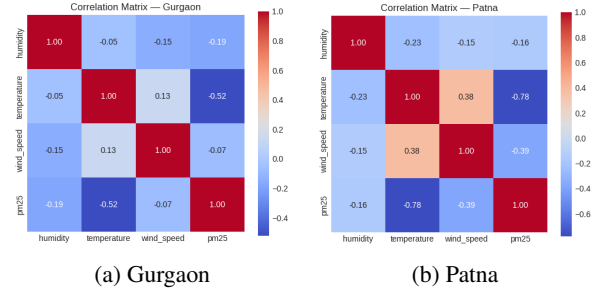 Correlation Matrix — Gurgaon
humidity
temperature
wind_speed
pm25
1.00 -0.05 -0.15 -0.19
-0.05 1.00 0.13 -0.52
-0.15 0.13 1.00 -0.07
-0.19 -0.52 -0.07 1.00
humidity temperature wind_speed pm25
1.0
0.8
0.6
0.4
0.2
0.0
−0.2
−0.4
(a) Gurgaon
Correlation Matrix — Patna
humidity
temperature
wind_speed
pm25
1.00 -0.23 -0.15 -0.16
-0.23 1.00 0.38 -0.78
-0.15 0.38 1.00 -0.39
-0.16 -0.78 -0.39 1.00
humidity temperature wind_speed pm25
1.0
0.8
0.6
0.4
0.2
0.0
−0.2
−0.4
−0.6
(b) Patna